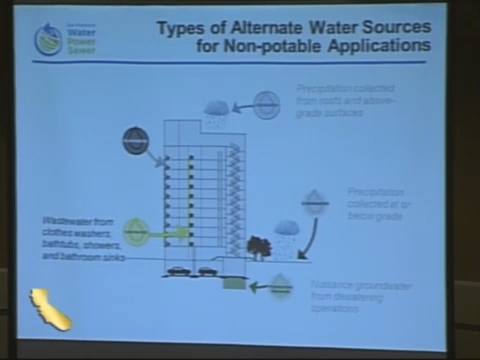 San Francisco
Water
Power
Sewer
Types of Alternate Water Sources
for Non-potable Applications
Precipitation collected
from roofs and above-
grade surfaces
Precipitation
collected at or
below grade
Wastewater from
clothes washers,
bathtubs, showers,
and bathroom sinks
Nuisance groundwater
from dewatering
operations